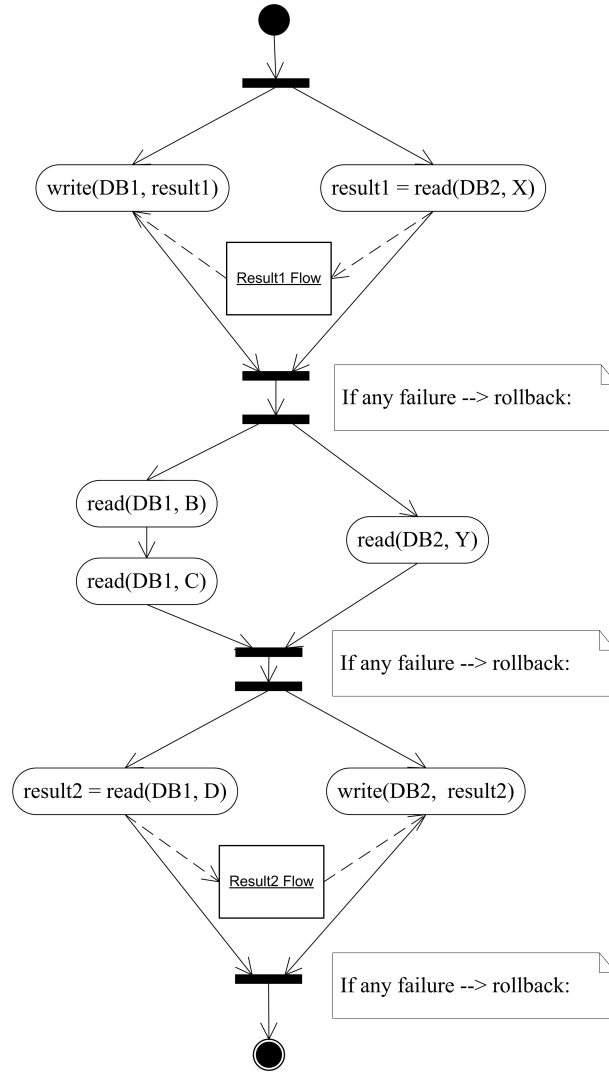 write(DB1, result1)
result1 = read(DB2, X)
Result1 Flow
If any failure --> rollback:
read(DB1, B)
read(DB2, Y)
read(DB1, C)
If any failure --> rollback:
result2 = read(DB1, D)
write(DB2,  result2)
Result2 Flow
If any failure --> rollback: